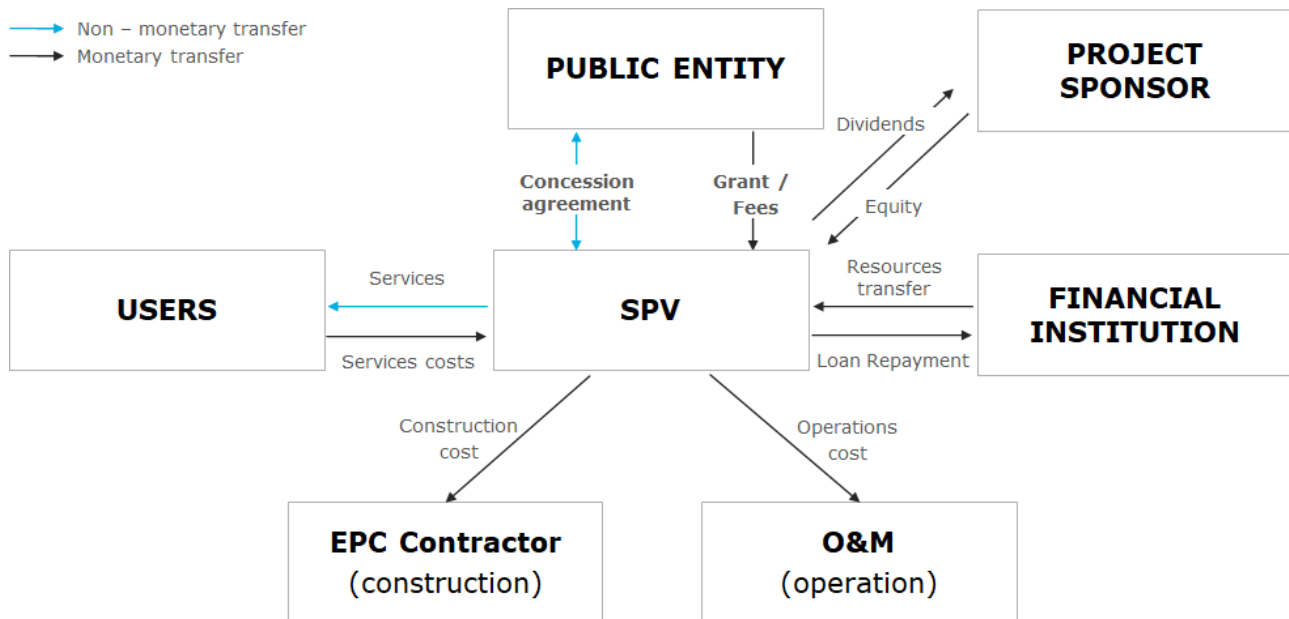 Non – monetary transfer
Monetary transfer
PUBLIC ENTITY
PROJECT
SPONSOR
Dividends
Concession
agreement
Grant /
Fees
Equity
USERS
Services
Services costs
SPV
Resources
transfer
Loan Repayment
FINANCIAL
INSTITUTION
Construction
cost
Operations
cost
EPC Contractor
(construction)
O&M
(operation)